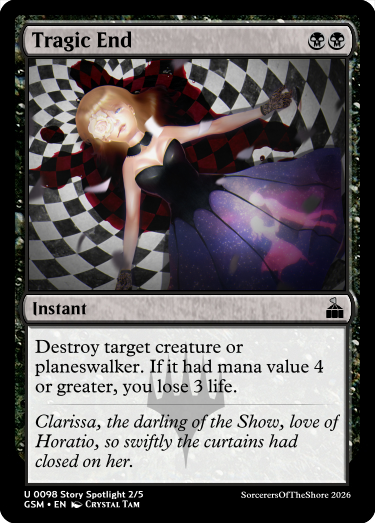 Tragic End
Instant
Destroy target creature or
planeswalker. If it had mana value 4
or greater, you lose 3 life.
Clarissa, the darling of the Show, love of
Horatio, so swiftly the curtains had
closed on her.
U 0098 Story Spotlight 2/5
GSM • EN Crystal Tam
SorcerersOfTheShore 2026